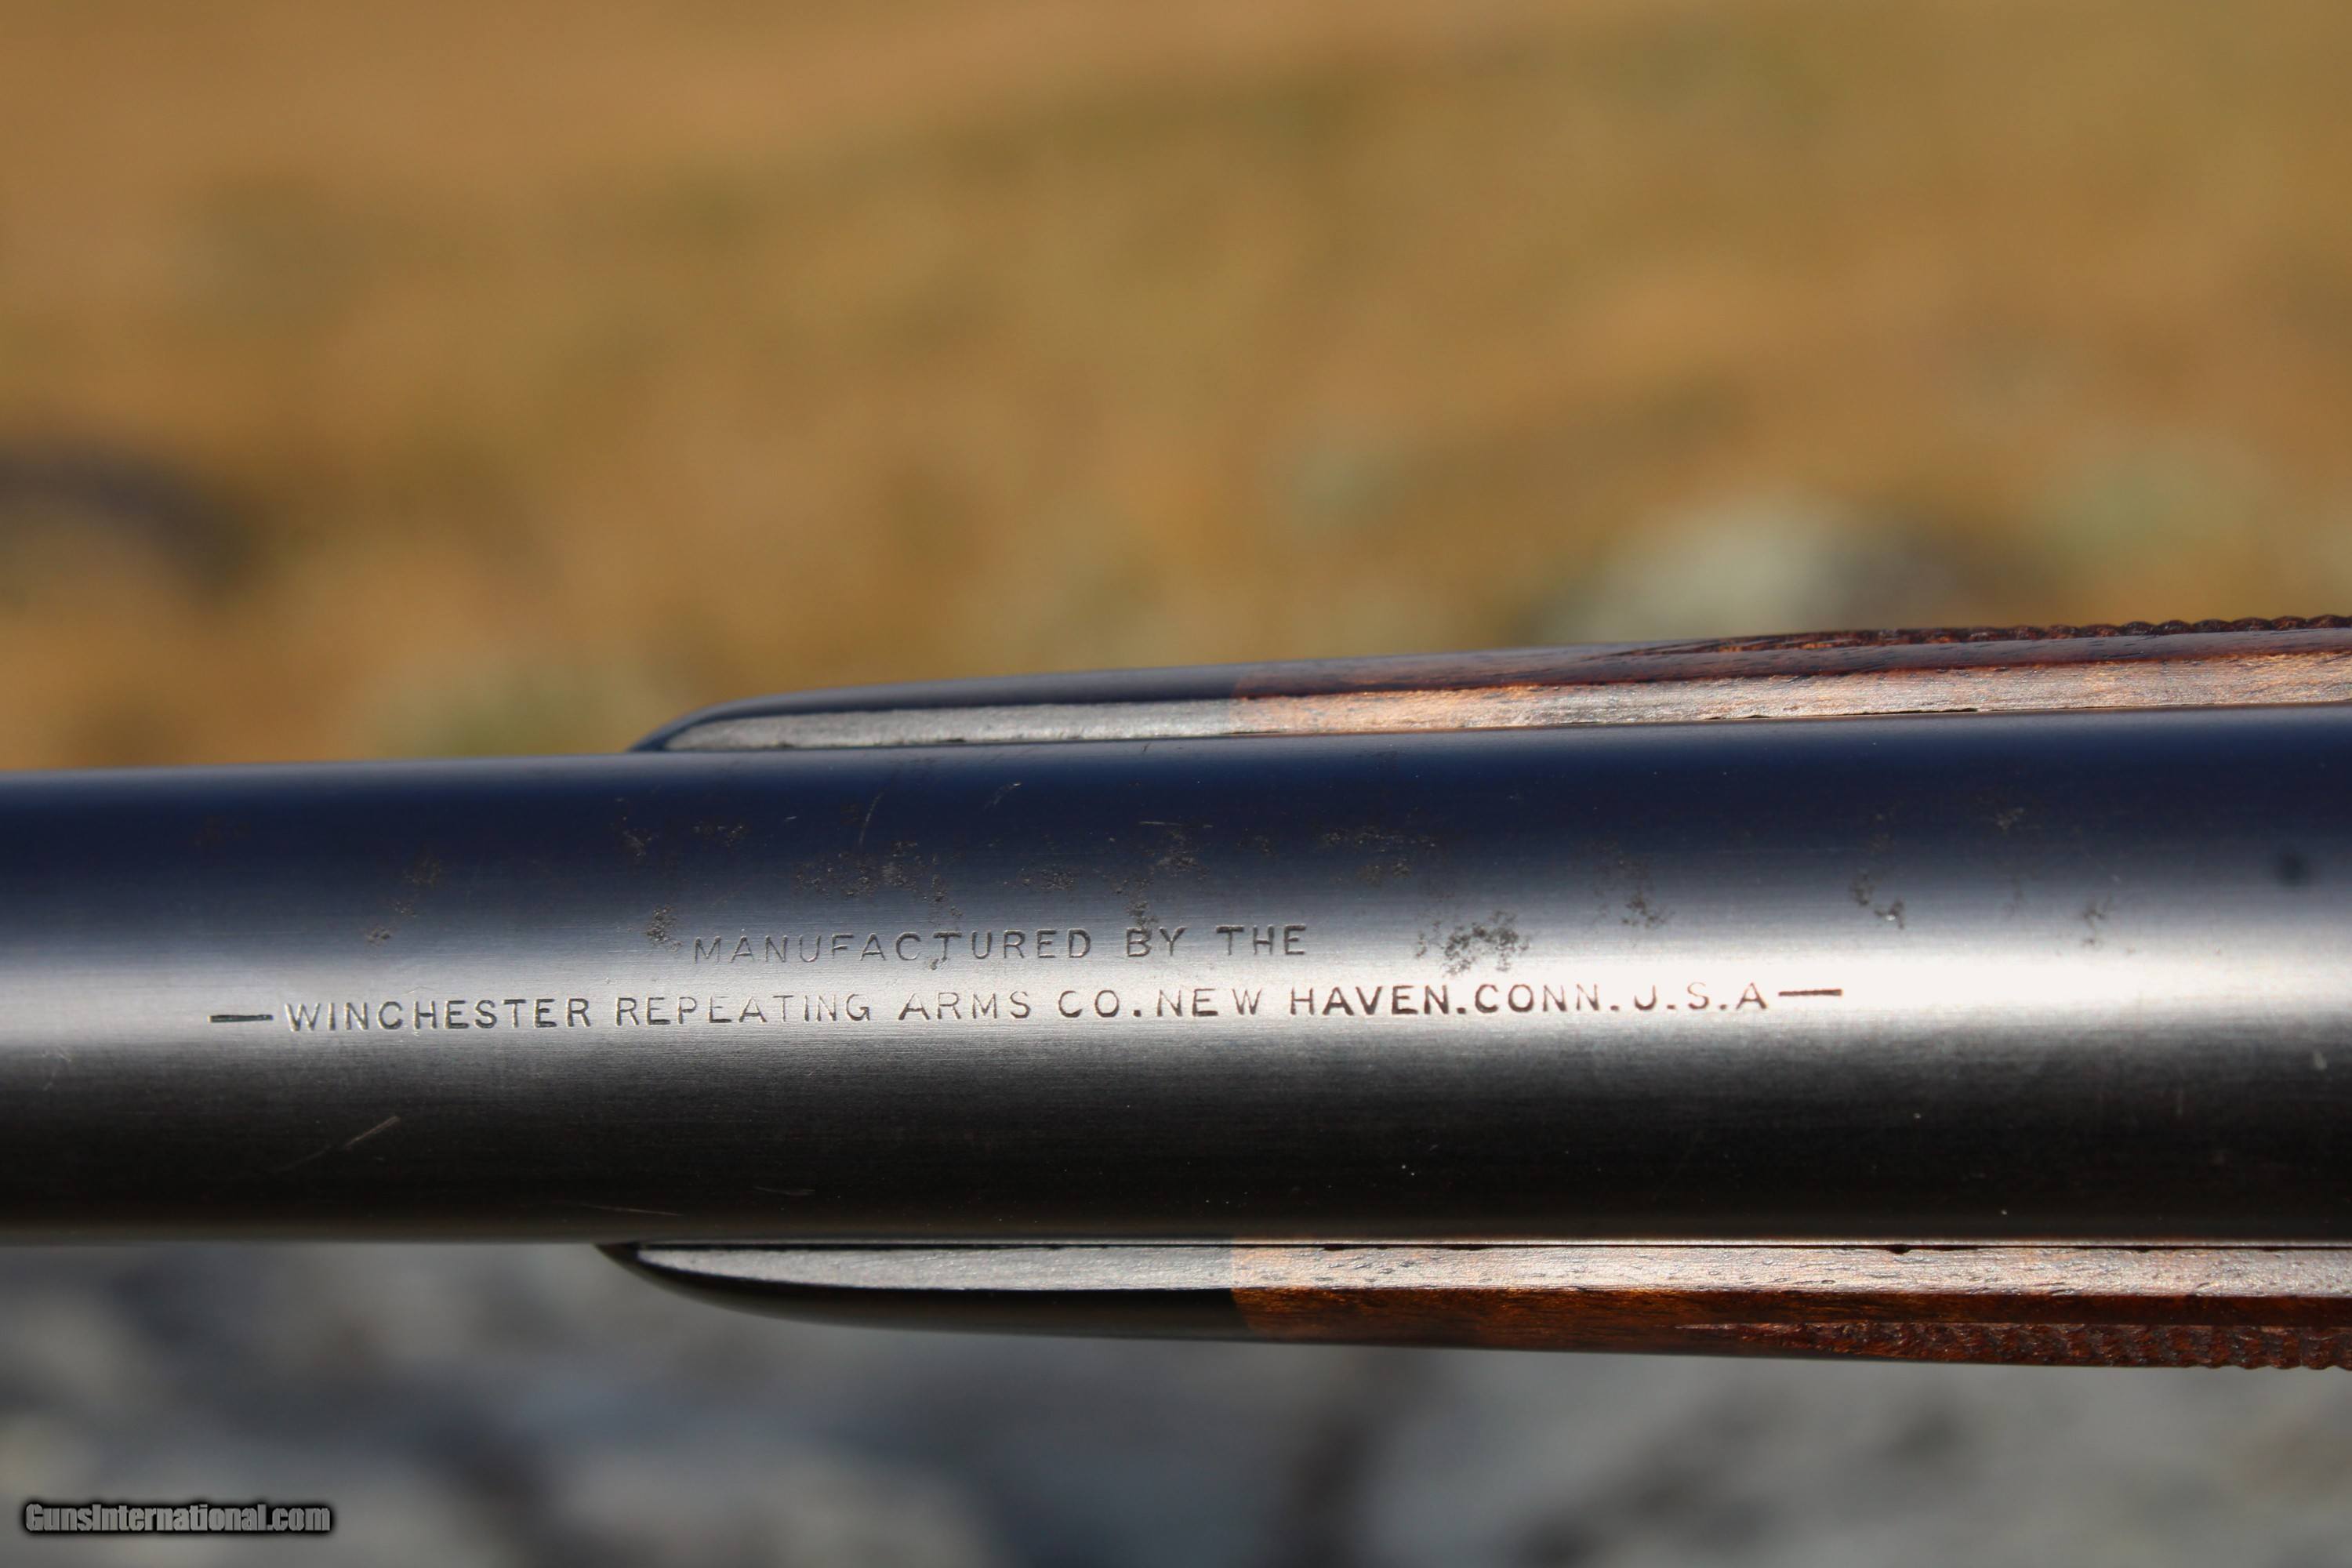 MANUFACTURED BY THE
— WINCHESTER REPEATING ARMS CO. NEW HAVEN. CONN. U.S.A —
GunsInternational.com